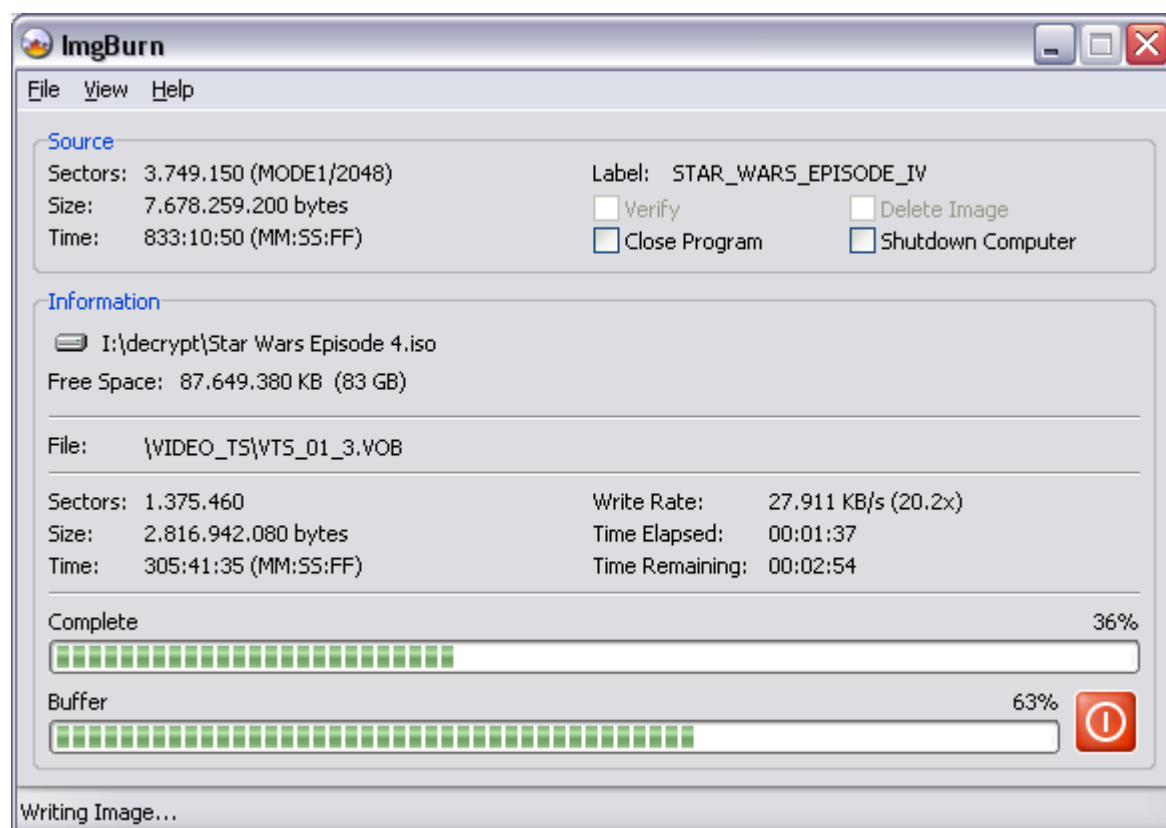 ImgBurn
File View Help
Source
Sectors: 3.749.150 (MODE1/2048) Label: STAR_WARS_EPISODE_IV
Size: 7.678.259.200 bytes Verify Delete Image
Time: 833:10:50 (MM:SS:FF) Close Program Shutdown Computer
Information
I:\decrypt\Star Wars Episode 4.iso
Free Space: 87.649.380 KB (83 GB)
File: \VIDEO_TS\VTS_01_3.VOB
Sectors: 1.375.460 Write Rate: 27.911 KB/s (20.2x)
Size: 2.816.942.080 bytes Time Elapsed: 00:01:37
Time: 305:41:35 (MM:SS:FF) Time Remaining: 00:02:54
Complete 36%
Buffer 63%
Writing Image...